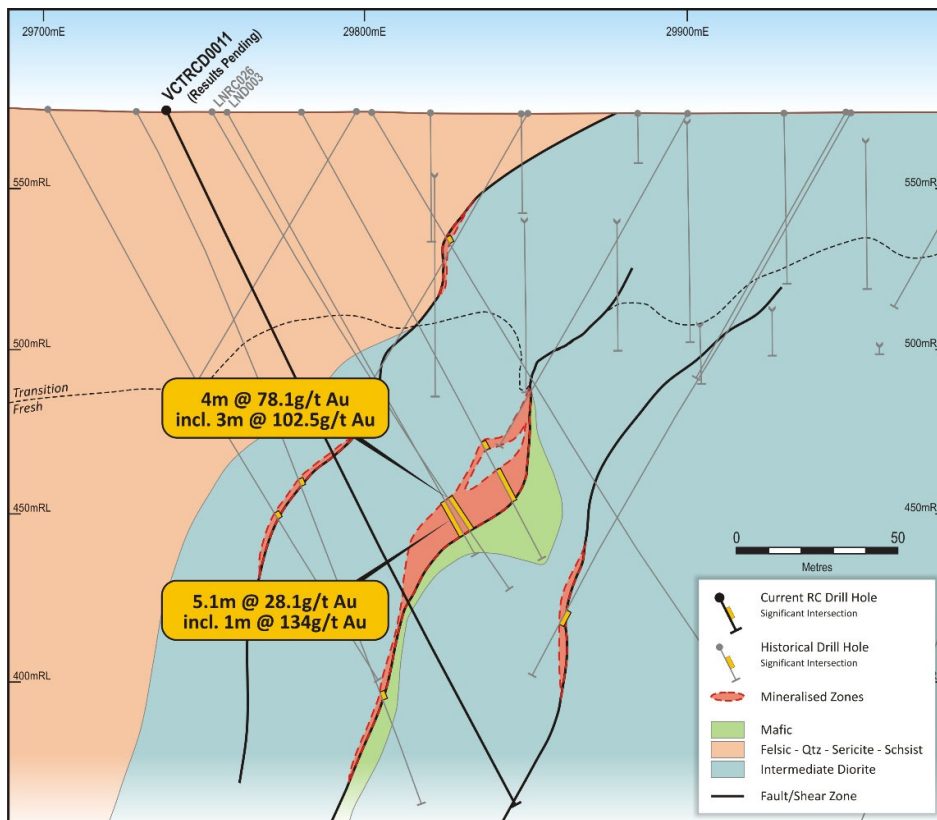 29700mE
29800mE
29900mE
VCTRCD0011
(Results Pending)
LNRC026
LND003
550mRL
550m
500mRL
500mRL
Transition
Fresh
4m @ 78.1g/t Au
incl. 3m @ 102.5g/t Au
450mRL
450mRL
0
50
Metres
5.1m @ 28.1g/t Au
incl. 1m @ 134g/t Au
400mRL
Current RC Drill Hole
Significant Intersection
Historical Drill Hole
Significant Intersection
Mineralised Zones
Mafic
Felsic - Qtz - Sericite - Schsist
Intermediate Diorite
Fault/Shear Zone